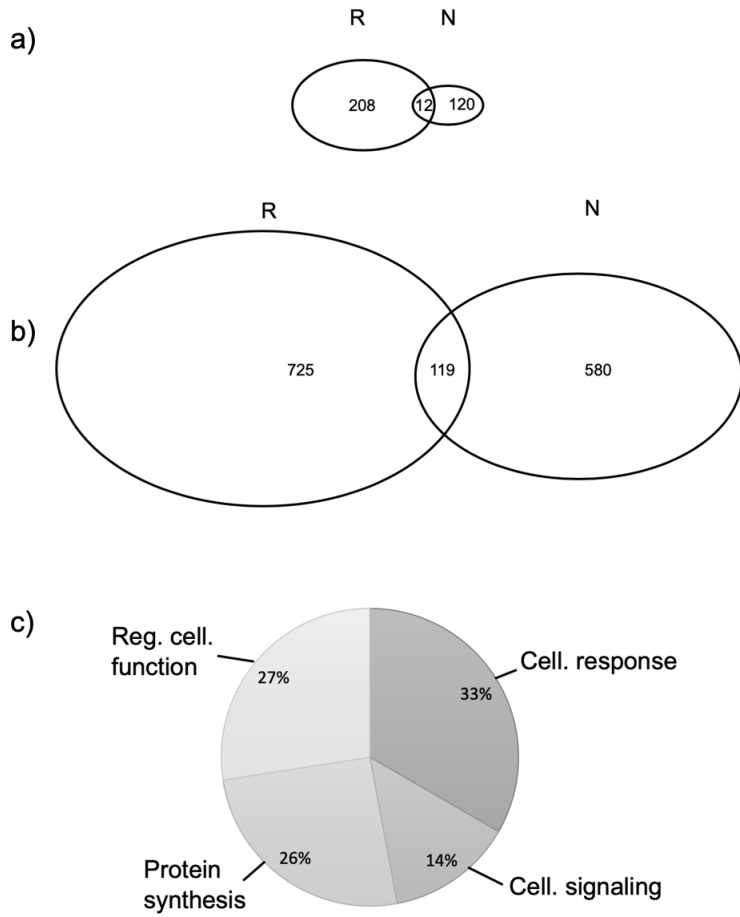 a)
R
N
208
12
120
b)
R
N
725
119
580
c)
Reg. cell.
function
27%
Cell. response
33%
Protein
synthesis
26%
14%
Cell. signaling